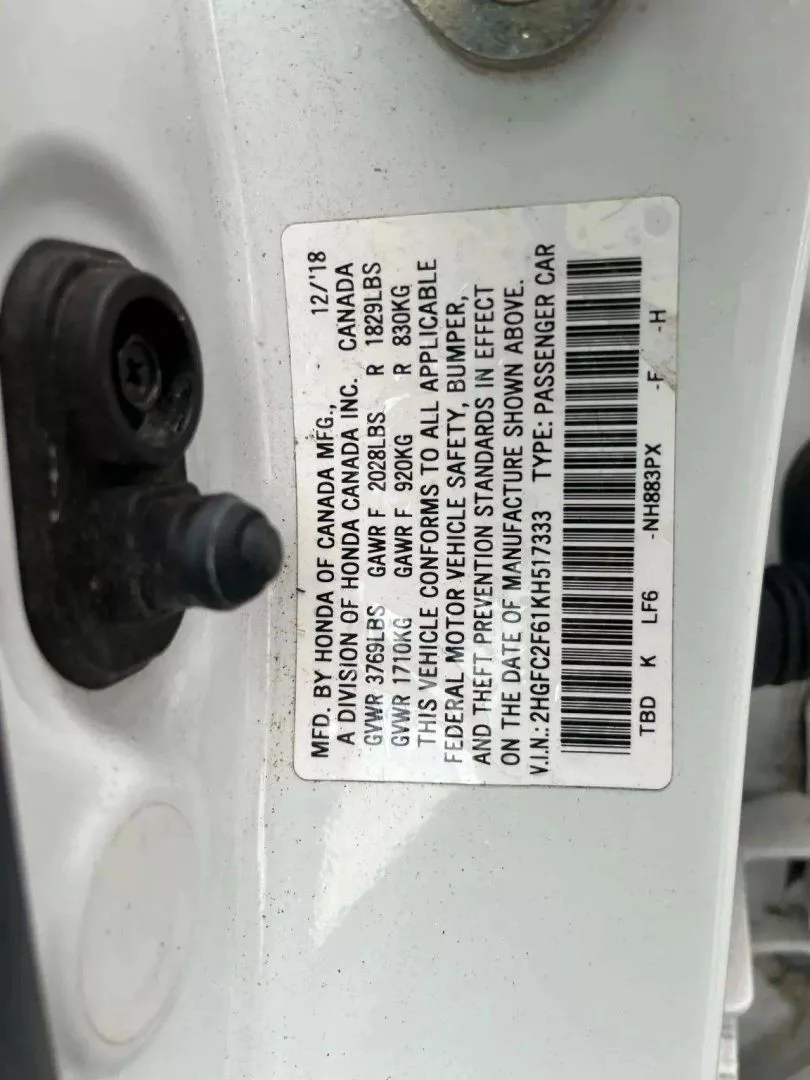 MFD. BY HONDA OF CANADA MFG., 12/'18
A DIVISION OF HONDA CANADA INC. CANADA
GVWR 3769LBS GAWR F 2028LBS R 1829LBS
GVWR 1710KG GAWR F 920KG R 830KG
THIS VEHICLE CONFORMS TO ALL APPLICABLE
FEDERAL MOTOR VEHICLE SAFETY, BUMPER,
AND THEFT PREVENTION STANDARDS IN EFFECT
ON THE DATE OF MANUFACTURE SHOWN ABOVE.
V.I.N.: 2HGFC2F61KH517333 TYPE: PASSENGER CAR
TBD K LF6 -NH883PX -F -H